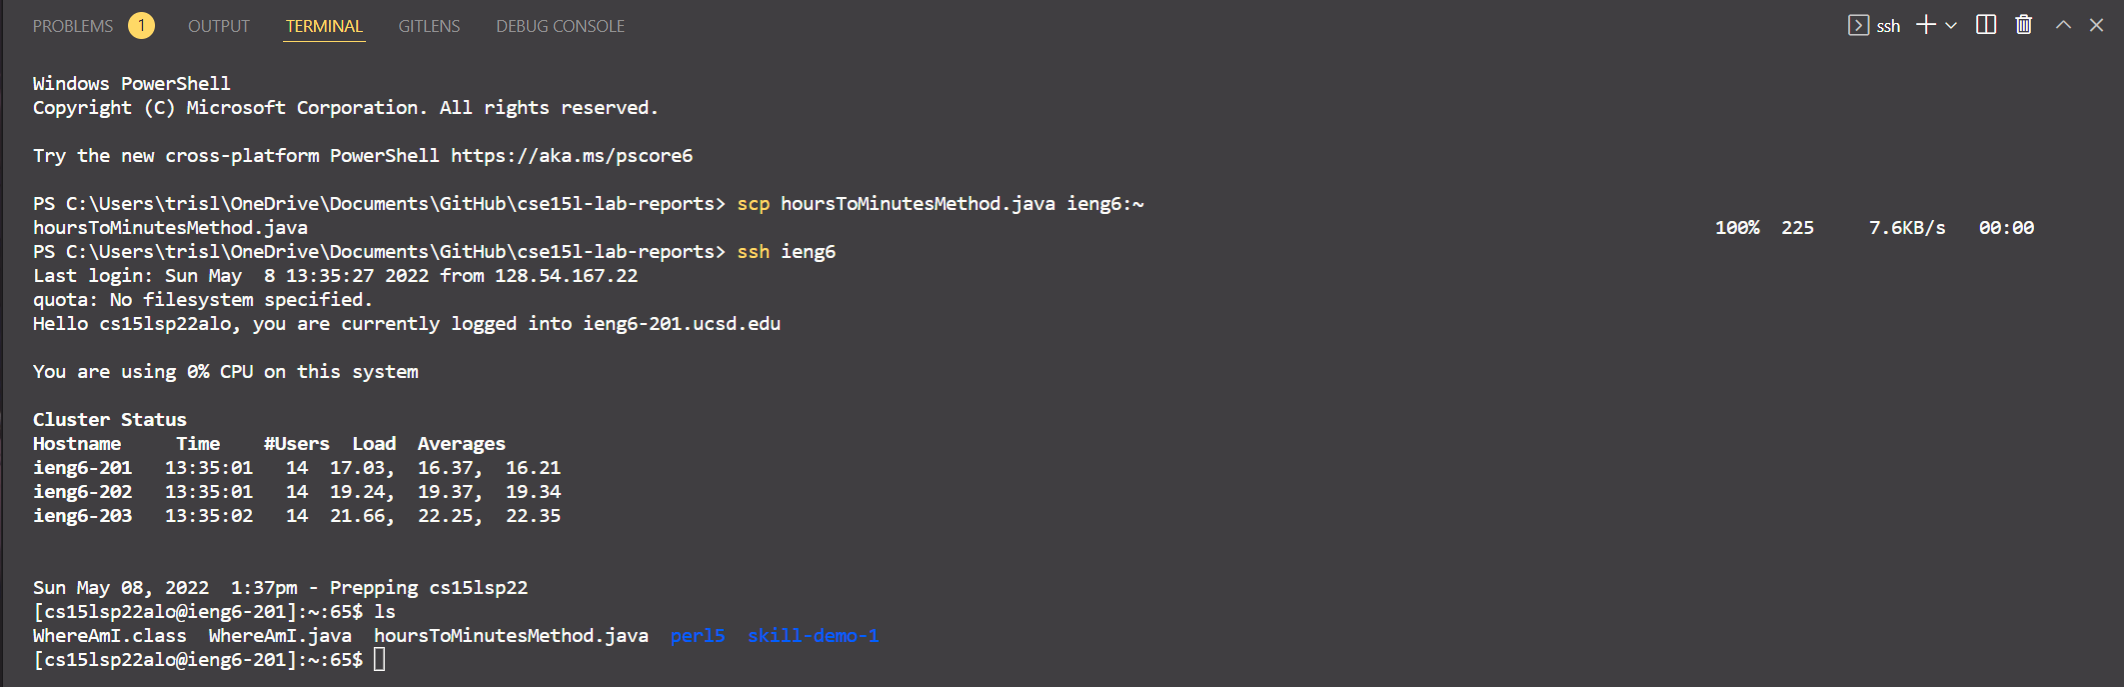 PROBLEMS 1 OUTPUT TERMINAL GITLENS DEBUG CONSOLE ssh
Windows PowerShell
Copyright (C) Microsoft Corporation. All rights reserved.
Try the new cross-platform PowerShell https://aka.ms/pscore6
PS C:\Users\trisl\OneDrive\Documents\GitHub\cse15l-lab-reports> scp hoursToMinutesMethod.java ieng6:~
hoursToMinutesMethod.java 100% 225 7.6KB/s 00:00
PS C:\Users\trisl\OneDrive\Documents\GitHub\cse15l-lab-reports> ssh ieng6
Last login: Sun May  8 13:35:27 2022 from 128.54.167.22
quota: No filesystem specified.
Hello cs15lsp22alo, you are currently logged into ieng6-201.ucsd.edu
You are using 0% CPU on this system
Cluster Status
Hostname     Time    #Users  Load  Averages
ieng6-201   13:35:01   14  17.03,  16.37,  16.21
ieng6-202   13:35:01   14  19.24,  19.37,  19.34
ieng6-203   13:35:02   14  21.66,  22.25,  22.35
Sun May 08, 2022  1:37pm - Prepping cs15lsp22
[cs15lsp22alo@ieng6-201]:~:65$ ls
WhereAmI.class  WhereAmI.java  hoursToMinutesMethod.java  perl5  skill-demo-1
[cs15lsp22alo@ieng6-201]:~:65$